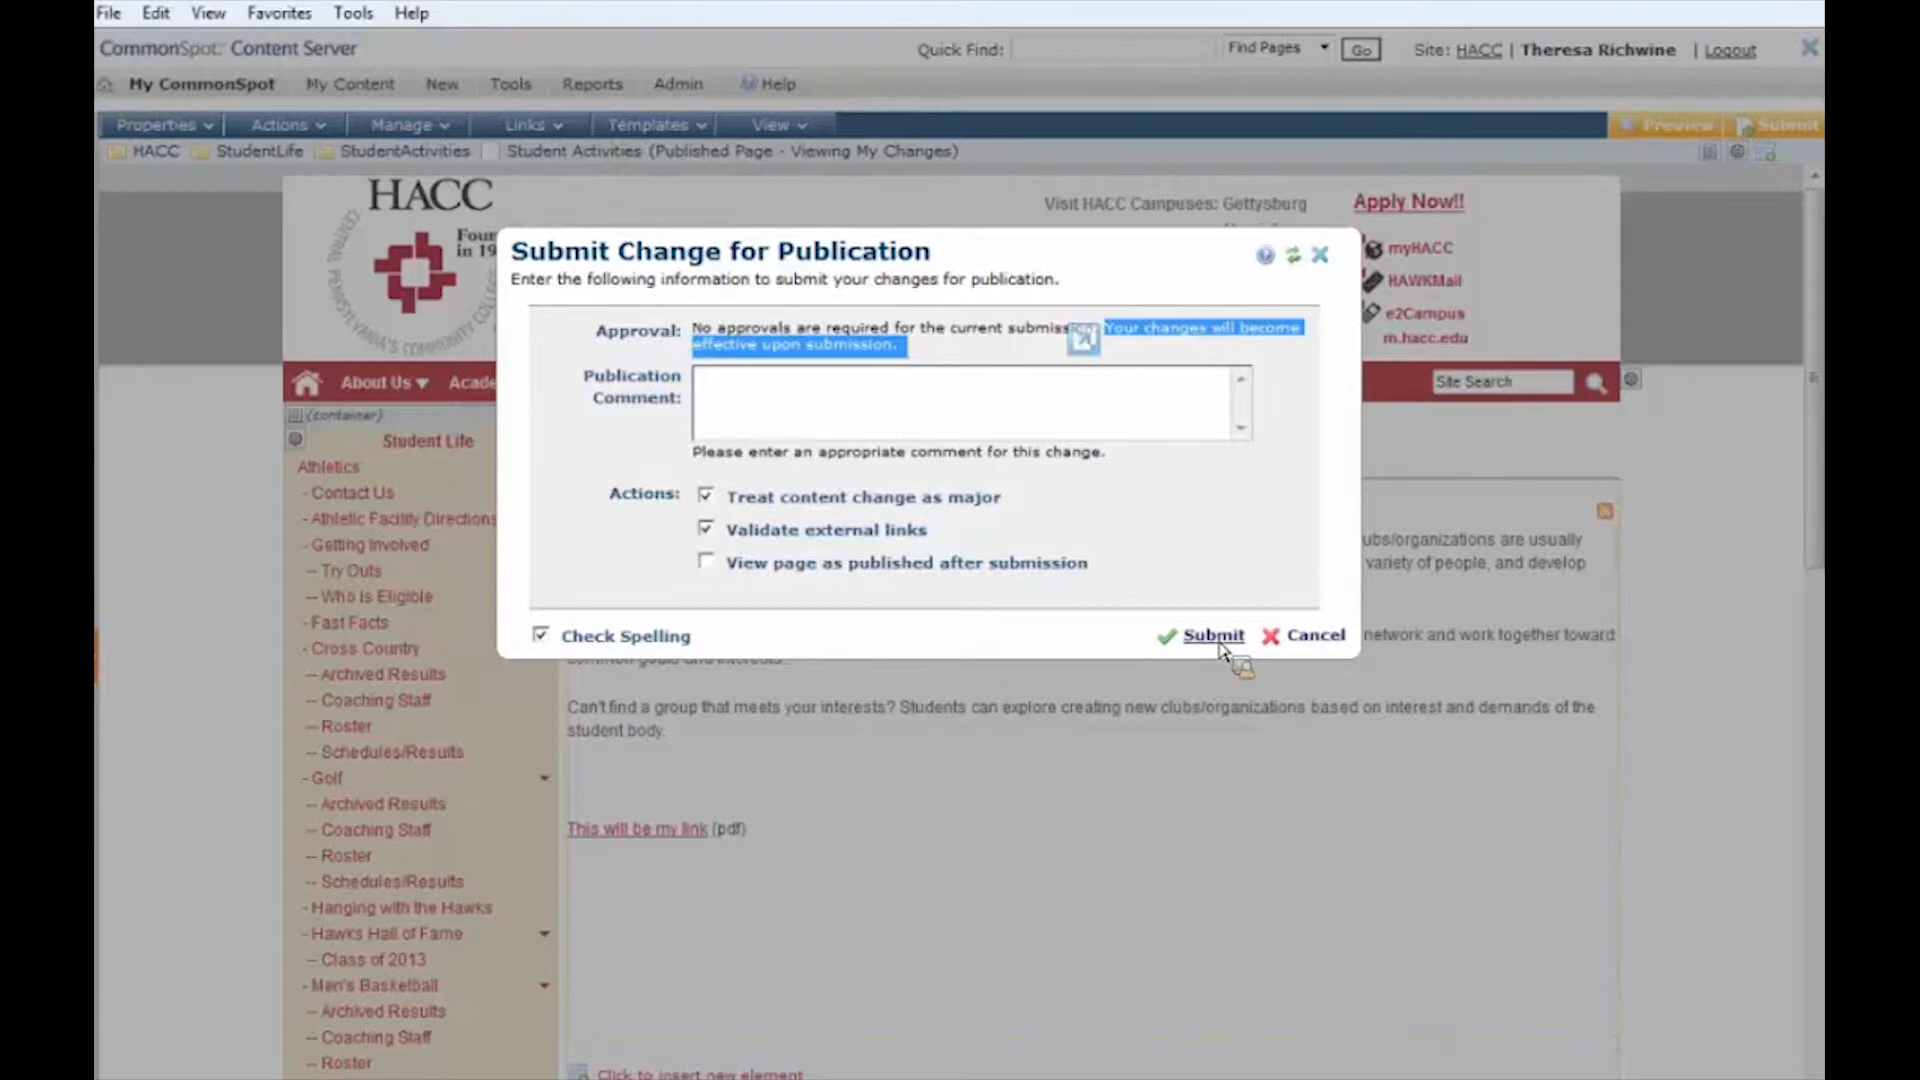 File Edit View Favorites Tools Help
CommonSpot: Content Server
Quick Find:
Find Pages
Go
Site: HACC | Theresa Richwine | Logout
My CommonSpot My Content New Tools Reports Admin Help
Properties Actions Manage Links Templates View
Preview Submit
HACC StudentLife StudentActivities Student Activities (Published Page - Viewing My Changes)
HACC
CENTRAL PENNSYLVANIA'S COMMUNITY COLLEGE
in 19
Visit HACC Campuses: Gettysburg
Apply Now!!
myHACC
HAWKMail
e2Campus
m.hacc.edu
About Us
Site Search
Submit Change for Publication
Enter the following information to submit your changes for publication.
Approval: No approvals are required for the current Your changes will become
effective upon submission.
Publication
Comment:
Please enter an appropriate comment for this change.
Actions: Treat content change as major
Validate external links
View page as published after submission
Check Spelling
Submit Cancel
(container)
Student Life
Athletics
- Contact Us
- Athletic Facility Directions
- Getting Involved
-- Try Outs
-- Who is Eligible
- Fast Facts
- Cross Country
-- Archived Results
-- Coaching Staff
-- Roster
-- Schedules/Results
- Golf
-- Archived Results
-- Coaching Staff
-- Roster
-- Schedules/Results
- Hanging with the Hawks
- Hawks Hall of Fame
-- Class of 2013
- Men's Basketball
-- Archived Results
-- Coaching Staff
-- Roster
ubs/organizations are usually
variety of people, and develop
network and work together toward
common goals and interests.
Can't find a group that meets your interests? Students can explore creating new clubs/organizations based on interest and demands of the
student body.
This will be my link (pdf)
Click to insert new element